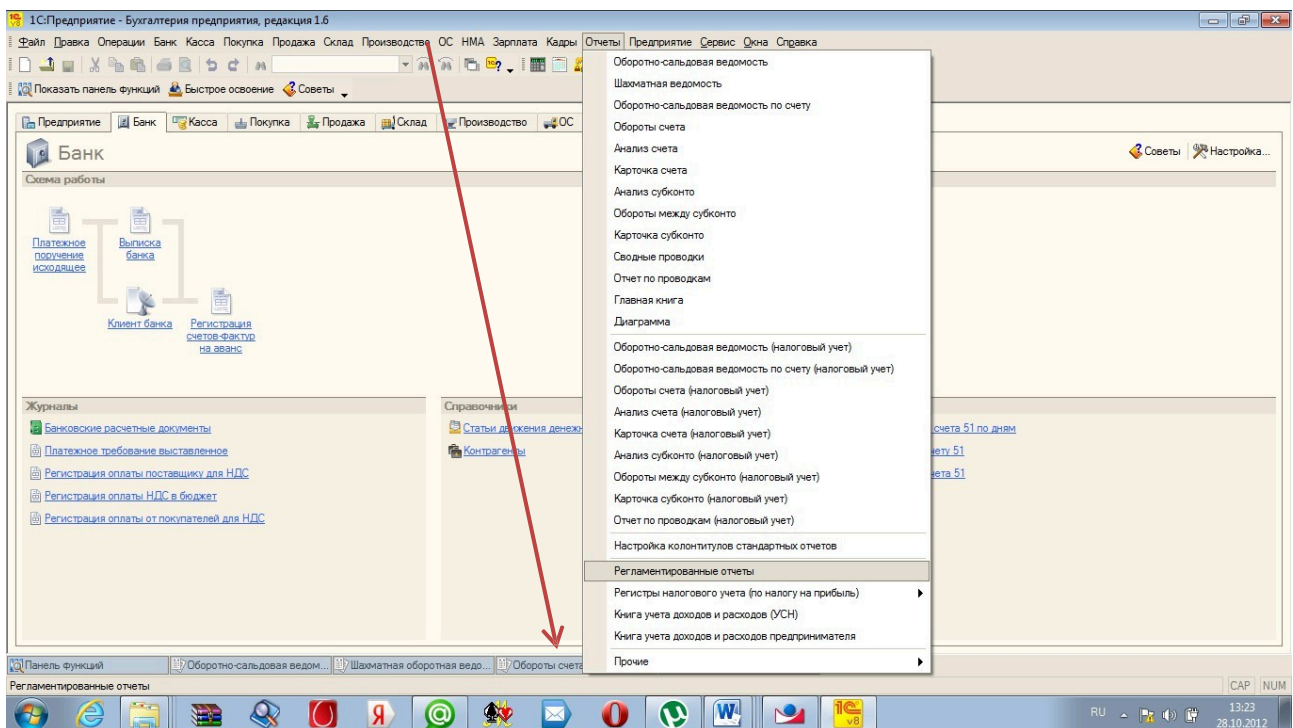 1С:Предприятие - Бухгалтерия предприятия, редакция 1.6
Файл Правка Операции Банк Касса Покупка Продажа Склад Производство ОС НМА Зарплата Кадры Отчеты Предприятие Сервис Окна Справка
Показать панель функций Быстрое освоение Советы
Предприятие Банк Касса Покупка Продажа Склад Производство ОС
Банк
Советы Настройка...
Схема работы
Платежное
поручение
исходящее
Выписка
банка
Клиент банка
Регистрация
счетов-фактур
на аванс
Журналы
Банковские расчетные документы
Платежное требование выставленное
Регистрация оплаты поставщику для НДС
Регистрация оплаты НДС в бюджет
Регистрация оплаты от покупателей для НДС
Справочники
Статьи движения денежн
Контрагенты
счета 51 по дням
чету 51
чета 51
Оборотно-сальдовая ведомость
Шахматная ведомость
Оборотно-сальдовая ведомость по счету
Обороты счета
Анализ счета
Карточка счета
Анализ субконто
Обороты между субконто
Карточка субконто
Сводные проводки
Отчет по проводкам
Главная книга
Диаграмма
Оборотно-сальдовая ведомость (налоговый учет)
Оборотно-сальдовая ведомость по счету (налоговый учет)
Обороты счета (налоговый учет)
Анализ счета (налоговый учет)
Карточка счета (налоговый учет)
Анализ субконто (налоговый учет)
Обороты между субконто (налоговый учет)
Карточка субконто (налоговый учет)
Отчет по проводкам (налоговый учет)
Настройка колонтитулов стандартных отчетов
Регламентированные отчеты
Регистры налогового учета (по налогу на прибыль)
Книга учета доходов и расходов (УСН)
Книга учета доходов и расходов предпринимателя
Прочие
Панель функций Оборотно-сальдовая ведом... Шахматная оборотная ведо... Обороты счета
Регламентированные отчеты
CAP NUM
RU
13:23
28.10.2012